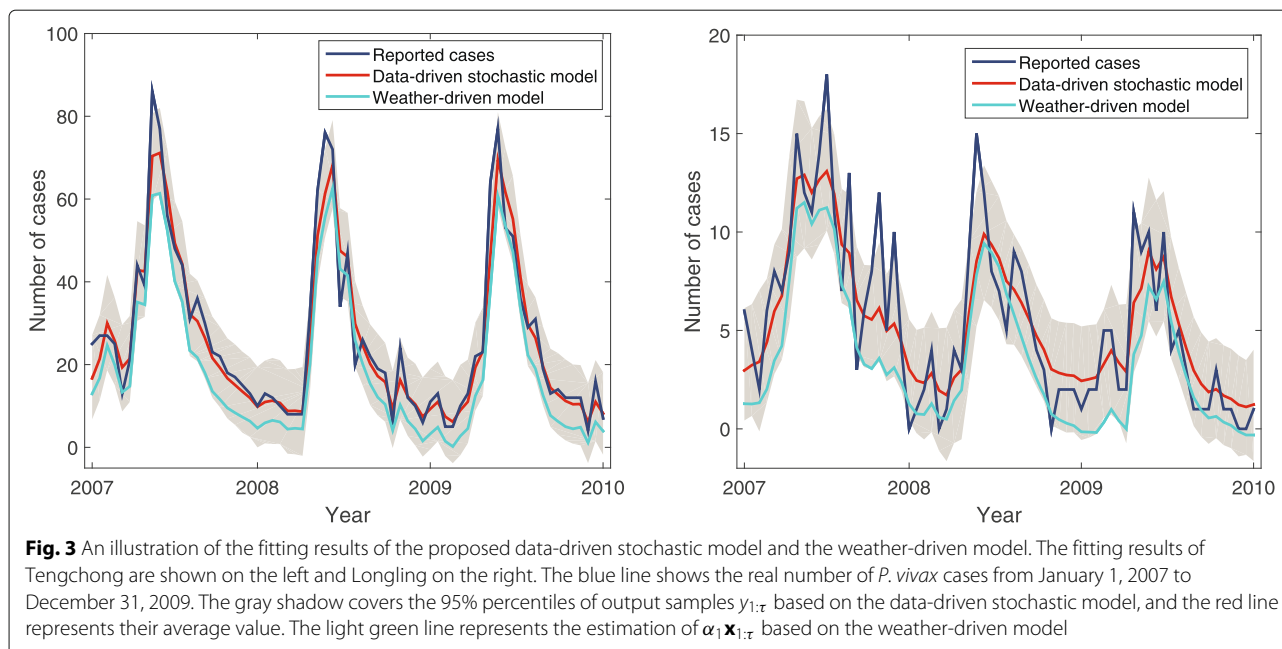 100
80
60
40
20
0
Number of cases
Reported cases
Data-driven stochastic model
Weather-driven model
2007
2008
2009
2010
Year
20
15
10
5
0
Number of cases
Reported cases
Data-driven stochastic model
Weather-driven model
2007
2008
2009
2010
Year
Fig. 3 An illustration of the fitting results of the proposed data-driven stochastic model and the weather-driven model. The fitting results of
Tengchong are shown on the left and Longling on the right. The blue line shows the real number of P. vivax cases from January 1, 2007 to
December 31, 2009. The gray shadow covers the 95% percentiles of output samples y1:τ based on the data-driven stochastic model, and the red line
represents their average value. The light green line represents the estimation of α1x1:τ based on the weather-driven model